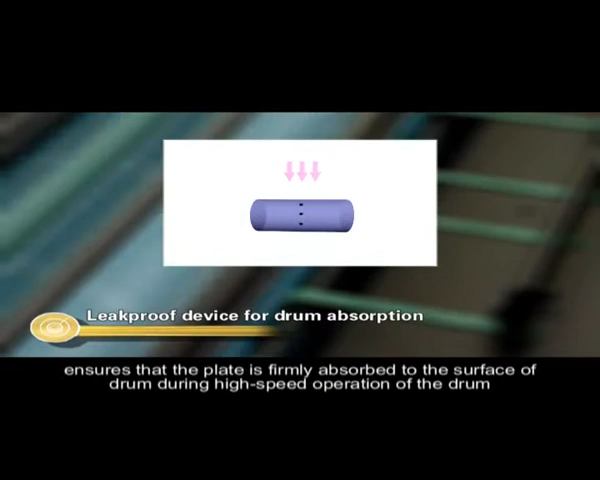 Leakproof device for drum absorption
ensures that the plate is firmly absorbed to the surface of
drum during high-speed operation of the drum